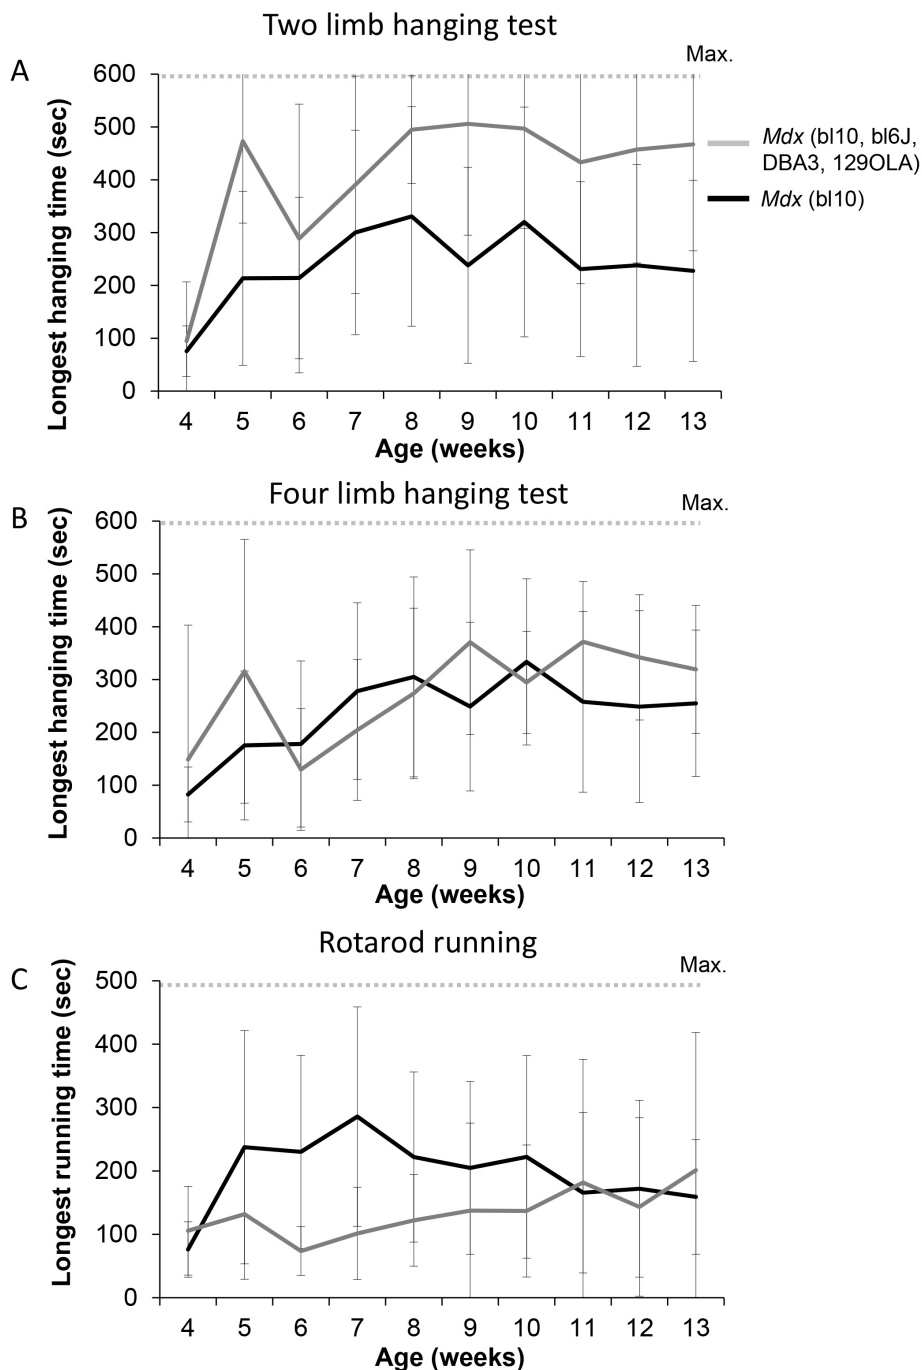 Two limb hanging test
A
Max.
Longest hanging time (sec)
600
500
400
300
200
100
0
4 5 6 7 8 9 10 11 12 13
Age (weeks)
Mdx (bl10, bl6J,
DBA3, 129OLA)
Mdx (bl10)
Four limb hanging test
B
Max.
Longest hanging time (sec)
600
500
400
300
200
100
0
4 5 6 7 8 9 10 11 12 13
Age (weeks)
Rotarod running
C
Max.
Longest running time (sec)
500
400
300
200
100
0
4 5 6 7 8 9 10 11 12 13
Age (weeks)